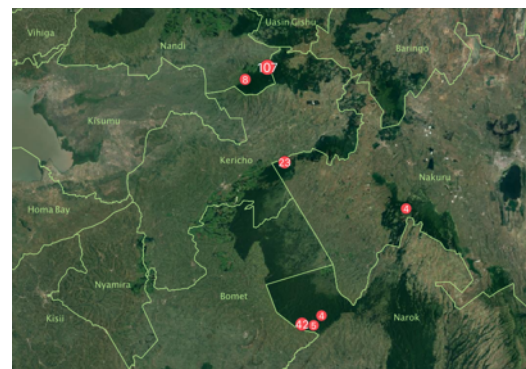 Uasin Gishu
Vihiga
Nandi
Baringo
107
8
Kisumu
Kericho
23
Nakuru
Homa Bay
4
Nyamira
Bomet
4
Kisii
42
5
Narok